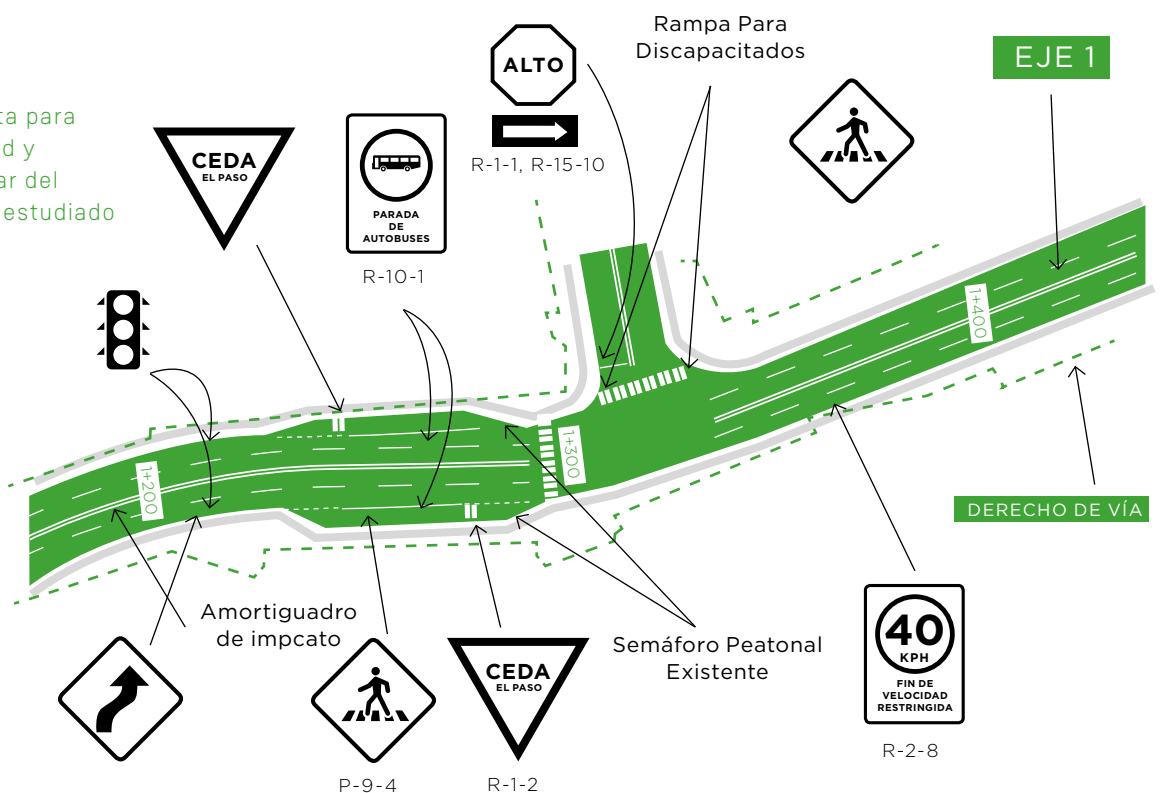 ta para
d y
ar del
estudiado
CEDA
EL PASO
PARADA
DE
AUTOBUSES
R-10-1
ALTO
R-1-1, R-15-10
Rampa Para
Discapacitados
EJE 1
1+200
1+300
1+400
DERECHO DE VÍA
Amortiguadro
de impcato
P-9-4
CEDA
EL PASO
R-1-2
Semáforo Peatonal
Existente
40
KPH
FIN DE
VELOCIDAD
RESTRINGIDA
R-2-8